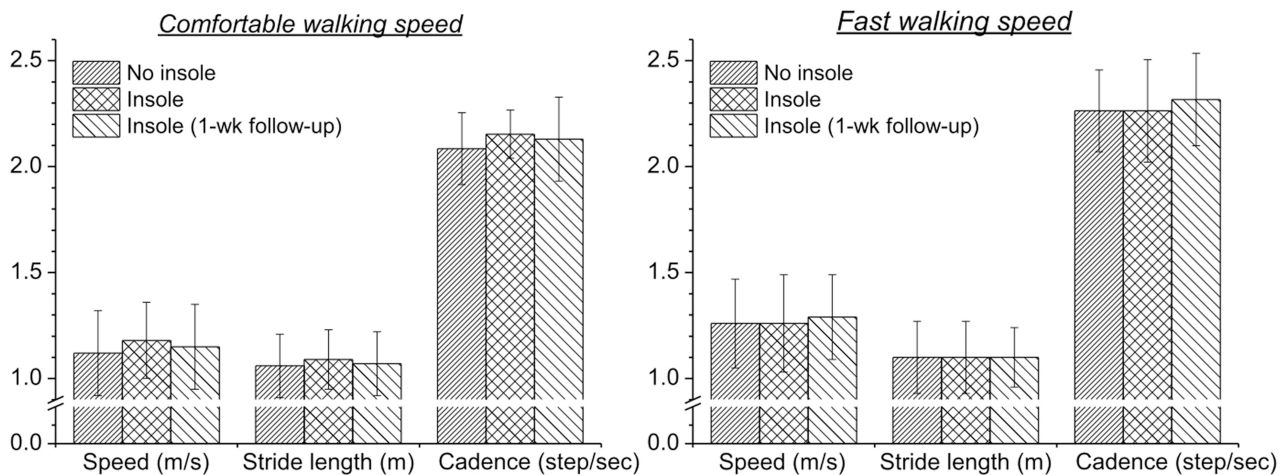 Comfortable walking speed
2.5
2.0
1.5
1.0
0.0
No insole
Insole
Insole (1-wk follow-up)
Speed (m/s)
Stride length (m)
Cadence (step/sec)
Fast walking speed
2.5
2.0
1.5
1.0
0.0
No insole
Insole
Insole (1-wk follow-up)
Speed (m/s)
Stride length (m)
Cadence (step/sec)